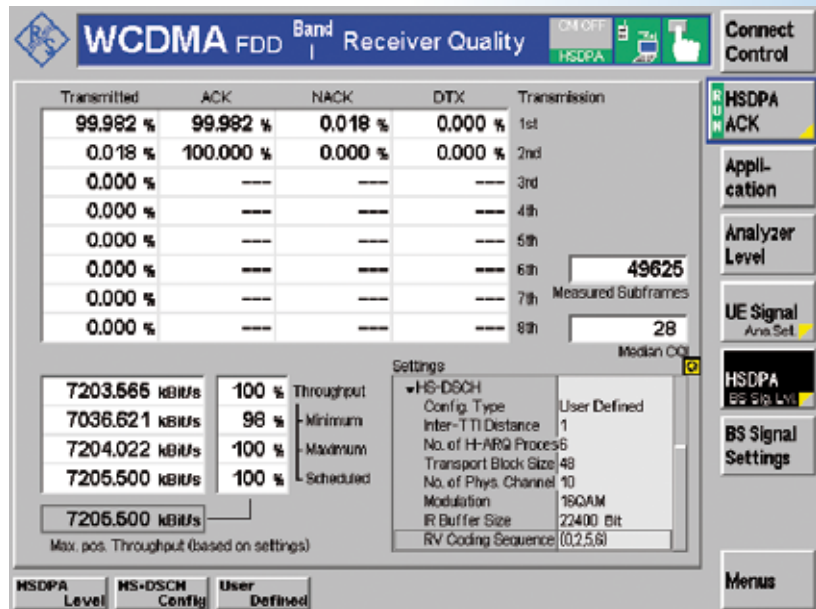 R&S
WCDMA FDD Band I Receiver Quality
CMI OFF
HSDPA
Connect Control
Transmitted ACK NACK DTX Transmission
99.982 % 99.982 % 0.018 % 0.000 % 1st
0.018 % 100.000 % 0.000 % 0.000 % 2nd
0.000 % --- --- --- 3rd
0.000 % --- --- --- 4th
0.000 % --- --- --- 5th
0.000 % --- --- --- 6th
0.000 % --- --- --- 7th
0.000 % --- --- --- 8th
49625
Measured Subframes
28
Median CQI
7203.565 kBit/s 100 % Throughput
7036.621 kBit/s 98 % Minimum
7204.022 kBit/s 100 % Maximum
7205.500 kBit/s 100 % Scheduled
7205.500 kBit/s
Max. pos. Throughput (based on settings)
Settings
HS-DSCH
Config. Type User Defined
Inter-TTI Distance 1
No. of H-ARQ Proces 6
Transport Block Size 48
No. of Phys. Channel 10
Modulation 16QAM
IR Buffer Size 22400 Bit
RV Coding Sequence {0,2,5,6}
RUN
HSDPA ACK
Appli-
cation
Analyzer
Level
UE Signal
Ana.Set.
HSDPA
BS Sig. Lvl.
BS Signal
Settings
Menus
HSDPA Level
HS-DSCH Config
User Defined